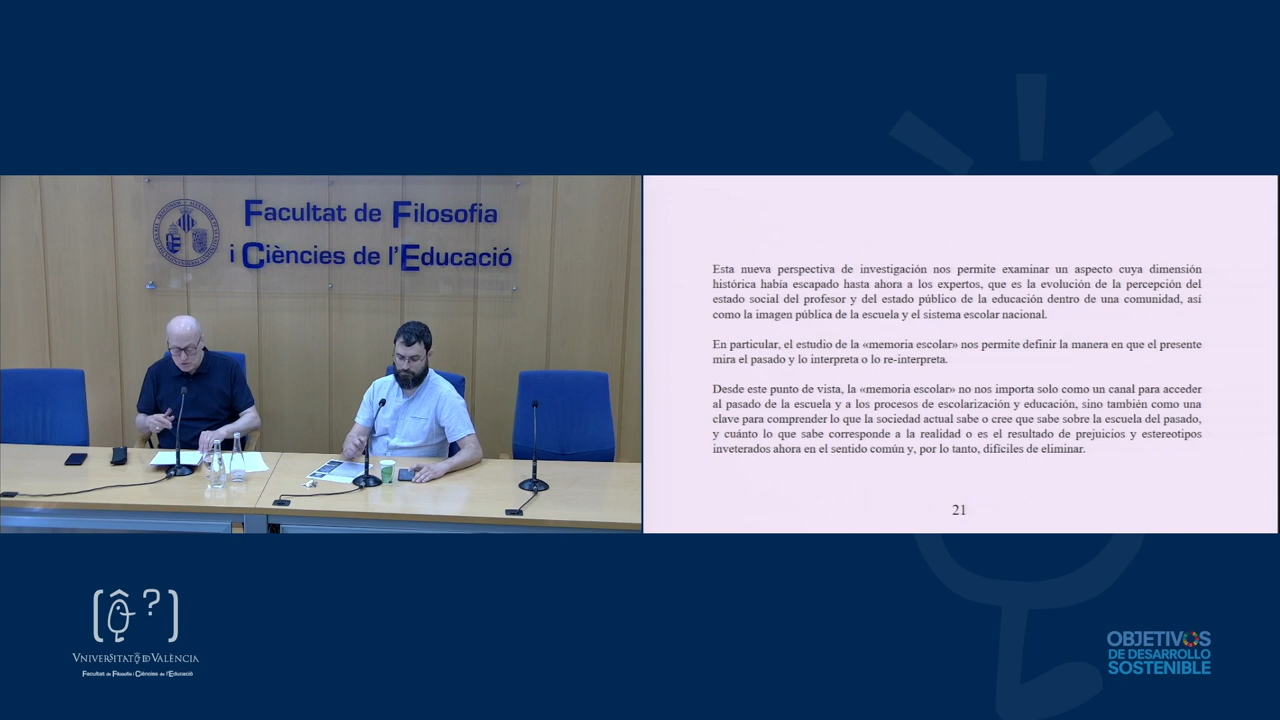 Facultat de Filosofia
i Ciències de l'Educació
Esta nueva perspectiva de investigación nos permite examinar un aspecto cuya dimensión
histórica había escapado hasta ahora a los expertos, que es la evolución de la percepción del
estado social del profesor y del estado público de la educación dentro de una comunidad, así
como la imagen pública de la escuela y el sistema escolar nacional.
En particular, el estudio de la «memoria escolar» nos permite definir la manera en que el presente
mira el pasado y lo interpreta o lo re-interpreta.
Desde este punto de vista, la «memoria escolar» no nos importa solo como un canal para acceder
al pasado de la escuela y a los procesos de escolarización y educación, sino también como una
clave para comprender lo que la sociedad actual sabe o cree que sabe sobre la escuela del pasado,
y cuánto lo que sabe corresponde a la realidad o es el resultado de prejuicios y estereotipos
inveterados ahora en el sentido común y, por lo tanto, difíciles de eliminar.
21
[ô ?]
VNIVERSITAT DE VALÈNCIA
Facultat de Filosofia i Ciències de l'Educació
OBJETIVOS
DE DESARROLLO
SOSTENIBLE